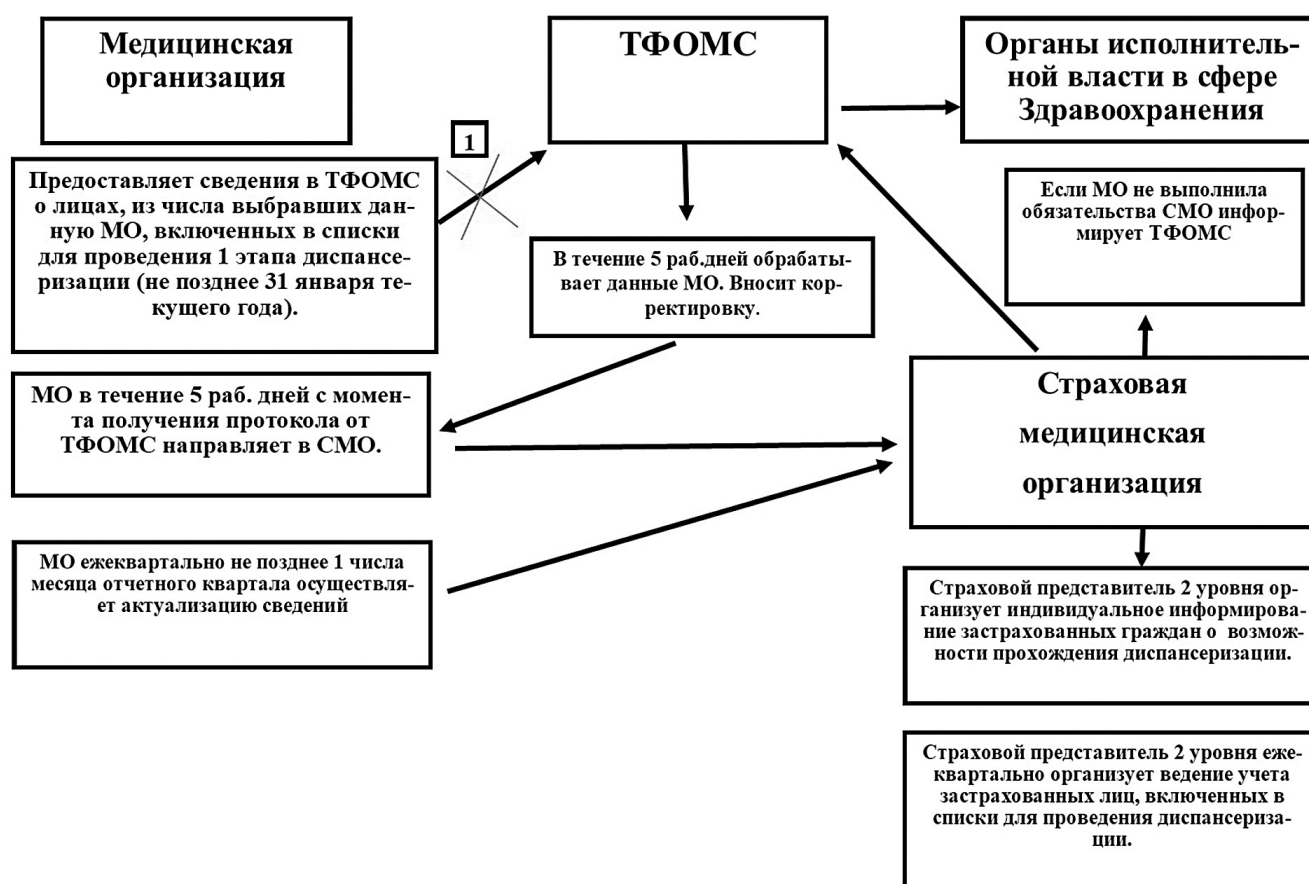 Медицинская
организация
ТФОМС
Органы исполнитель-
ной власти в сфере
Здравоохранения
1
Предоставляет сведения в ТФОМС
о лицах, из числа выбравших дан-
ную МО, включенных в списки
для проведения 1 этапа диспансе-
ризации (не позднее 31 января те-
кущего года).
В течение 5 раб.дней обрабаты-
вает данные МО. Вносит кор-
ректировку.
Если МО не выполнила
обязательства СМО инфор-
мирует ТФОМС
МО в течение 5 раб. дней с момен-
та получения протокола от
ТФОМС направляет в СМО.
Страховая
медицинская
организация
МО ежеквартально не позднее 1 числа
месяца отчетного квартала осуществля-
ет актуализацию сведений
Страховой представитель 2 уровня ор-
ганизует индивидуальное информирова-
ние застрахованных граждан о возмож-
ности прохождения диспансеризации.
Страховой представитель 2 уровня еже-
квартально организует ведение учета
застрахованных лиц, включенных в
списки для проведения диспансериза-
ции.